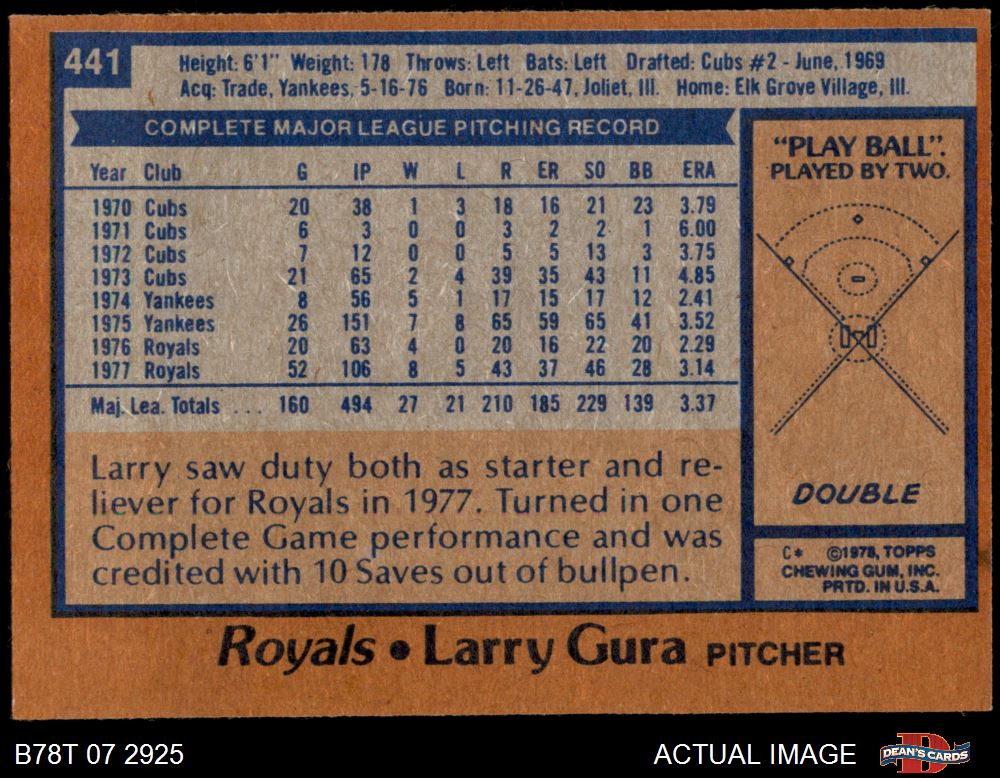 441
Height: 6'1" Weight: 178 Throws: Left Bats: Left Drafted: Cubs #2 - June, 1969
Acq: Trade, Yankees, 5-16-76 Born: 11-26-47, Joliet, Ill. Home: Elk Grove Village, Ill.
COMPLETE MAJOR LEAGUE PITCHING RECORD
Year Club G IP W L R ER SO BB ERA
1970 Cubs 20 38 1 3 18 16 21 23 3.79
1971 Cubs 6 3 0 0 3 2 2 1 6.00
1972 Cubs 7 12 0 0 5 5 13 3 3.75
1973 Cubs 21 65 2 4 39 35 43 11 4.85
1974 Yankees 8 56 5 1 17 15 17 12 2.41
1975 Yankees 26 151 7 8 65 59 65 41 3.52
1976 Royals 20 63 4 0 20 16 22 20 2.29
1977 Royals 52 106 8 5 43 37 46 28 3.14
Maj. Lea. Totals ... 160 494 27 21 210 185 229 139 3.37
Larry saw duty both as starter and re-
liever for Royals in 1977. Turned in one
Complete Game performance and was
credited with 10 Saves out of bullpen.
"PLAY BALL".
PLAYED BY TWO.
DOUBLE
C* ©1978, TOPPS
CHEWING GUM, INC.
PRTD. IN U.S.A.
Royals • Larry Gura PITCHER
B78T 07 2925
ACTUAL IMAGE
DEAN'S CARDS